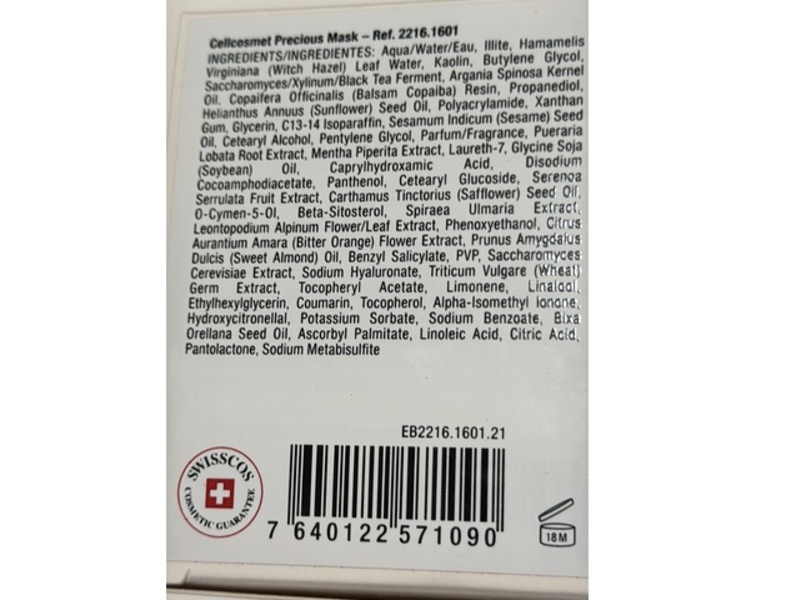 Cellcosmet Precious Mask – Ref. 2216.1601
INGREDIENTS/INGREDIENTES: Aqua/Water/Eau, Illite, Hamamelis
Virginiana (Witch Hazel) Leaf Water, Kaolin, Butylene Glycol,
Saccharomyces/Xylinum/Black Tea Ferment, Argania Spinosa Kernel
Oil, Copaifera Officinalis (Balsam Copaiba) Resin, Propanediol,
Helianthus Annuus (Sunflower) Seed Oil, Polyacrylamide, Xanthan
Gum, Glycerin, C13-14 Isoparaffin, Sesamum Indicum (Sesame) Seed
Oil, Cetearyl Alcohol, Pentylene Glycol, Parfum/Fragrance, Pueraria
Lobata Root Extract, Mentha Piperita Extract, Laureth-7, Glycine Soja
(Soybean) Oil, Caprylhydroxamic Acid, Disodium
Cocoamphodiacetate, Panthenol, Cetearyl Glucoside, Serenoa
Serrulata Fruit Extract, Carthamus Tinctorius (Safflower) Seed Oil,
O-Cymen-5-Ol, Beta-Sitosterol, Spiraea Ulmaria Extract,
Leontopodium Alpinum Flower/Leaf Extract, Phenoxyethanol, Citrus
Aurantium Amara (Bitter Orange) Flower Extract, Prunus Amygdalus
Dulcis (Sweet Almond) Oil, Benzyl Salicylate, PVP, Saccharomyces
Cerevisiae Extract, Sodium Hyaluronate, Triticum Vulgare (Wheat)
Germ Extract, Tocopheryl Acetate, Limonene, Linalool,
Ethylhexylglycerin, Coumarin, Tocopherol, Alpha-Isomethyl Ionone,
Hydroxycitronellal, Potassium Sorbate, Sodium Benzoate, Bixa
Orellana Seed Oil, Ascorbyl Palmitate, Linoleic Acid, Citric Acid,
Pantolactone, Sodium Metabisulfite
EB2216.1601.21
SWISSCOS
COSMETIC GUARANTEE
7 640122 571090
18M